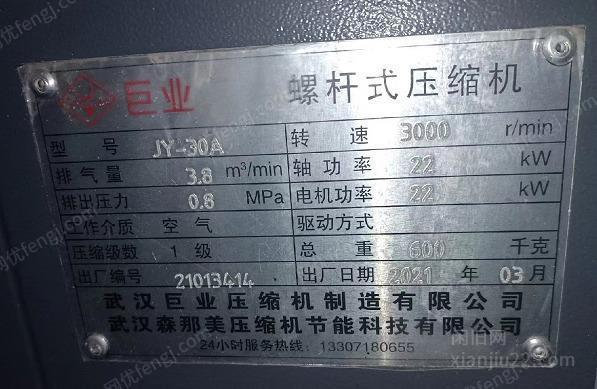 巨业 螺杆式压缩机
型号 JY-30A 转速 3000 r/min
排气量 3.8 m³/min 轴功率 22 kW
排出压力 0.8 MPa 电机功率 22 kW
工作介质 空气 驱动方式
压缩级数 1 级 总重 600 千克
出厂编号 21013414 出厂日期 2021 年 03 月
武汉巨业压缩机制造有限公司
武汉森那美压缩机节能科技有限公司
24小时服务热线: 13307180655
闲旧网
xianjiu22.com